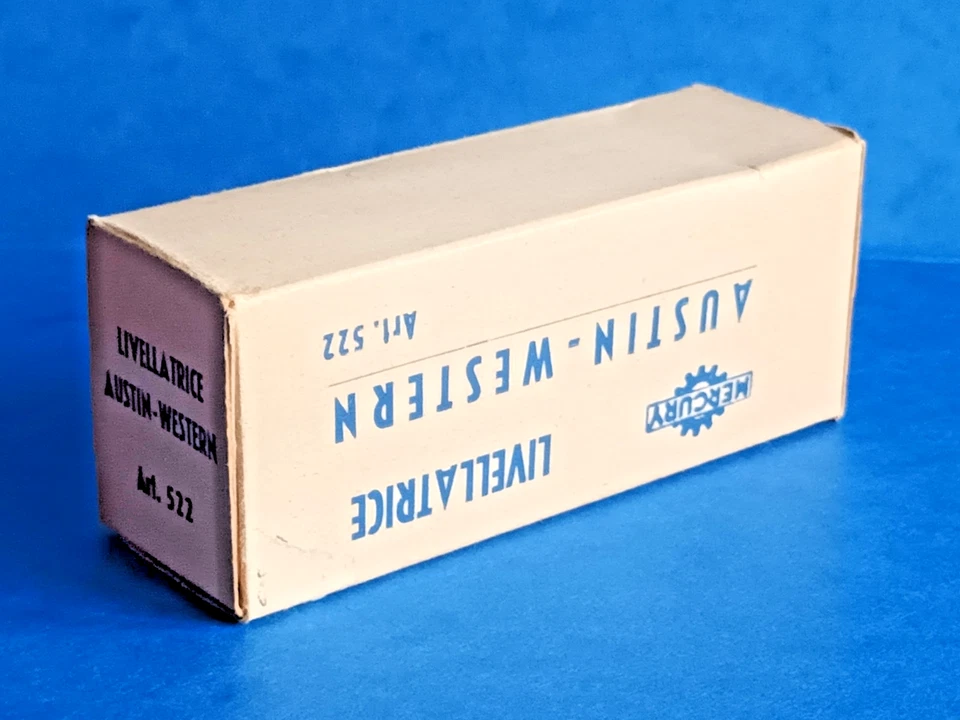 LIVELLATRICE
AUSTIN-WESTERN
Art. 522
MERCURY
LIVELLATRICE
AUSTIN-WESTERN
Art. 522